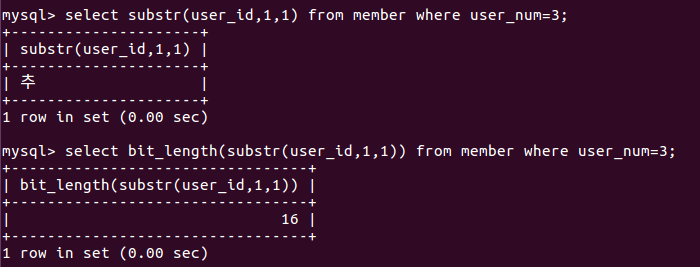 mysql> select substr(user_id,1,1) from member where user_num=3;
+---------------------+
| substr(user_id,1,1) |
+---------------------+
| 추                  |
+---------------------+
1 row in set (0.00 sec)
mysql> select bit_length(substr(user_id,1,1)) from member where user_num=3;
+---------------------------------+
| bit_length(substr(user_id,1,1)) |
+---------------------------------+
|                              16 |
+---------------------------------+
1 row in set (0.00 sec)